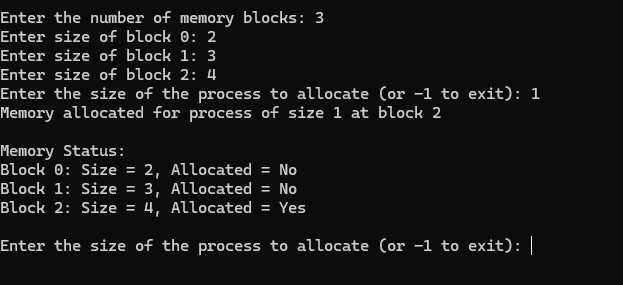 Enter the number of memory blocks: 3
Enter size of block 0: 2
Enter size of block 1: 3
Enter size of block 2: 4
Enter the size of the process to allocate (or -1 to exit): 1
Memory allocated for process of size 1 at block 2
Memory Status:
Block 0: Size = 2, Allocated = No
Block 1: Size = 3, Allocated = No
Block 2: Size = 4, Allocated = Yes
Enter the size of the process to allocate (or -1 to exit):